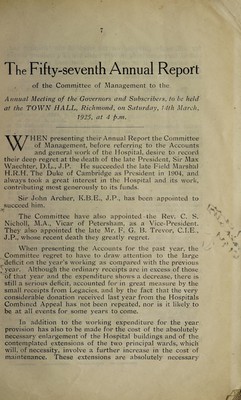 7
The Fifty-seventh Annual Report
of the Committee of Management to the
Annual Meeting of the Governors and Subscribers, to be held
at the TOWN HALL, Richmond, on Saturday, 14th March,
1925, at 4 p.m.
WHEN presenting their Annual Report the Committee
of Management, before referring to the Accounts
and general work of the Hospital, desire to record
their deep regret at the death of the late President, Sir Max
Waechter, D.L., J.P. He succeeded the late Field Marshal
H.R.H. The Duke of Cambridge as President in 1904, and
always took a great interest in the Hospital and its work,
contributing most generously to its funds.
Sir John Archer, K.B.E., J.P., has been appointed to
succeed him.
The Committee have also appointed the Rev. C. S.
Nicholl, M.A., Vicar of Petersham, as a Vice-President.
They also appointed the late Mr. F. G. B. Trevor, C.I.E.,
J.P., whose recent death they greatly regret.
When presenting the Accounts for the past year, the
Committee regret to have to draw attention to the large
deficit on the year's working as compared with the previous
year. Although the ordinary receipts are in excess of those
of that year and the expenditure shows a decrease, there is
still a serious deficit, accounted for in great measure by the
small receipts from Legacies, and by the fact that the very
considerable donation received last year from the Hospitals
Combined Appeal has not been repeated, nor is it likely to
be at all events for some years to come.
In addition to the working expenditure for the year
provision has also to be made for the cost of the absolutely
necessary enlargement of the Hospital buildings and of the
contemplated extensions of the two principal wards, which
will, of necessity, involve a further increase in the cost of
maintenance. These extensions are absolutely necessary